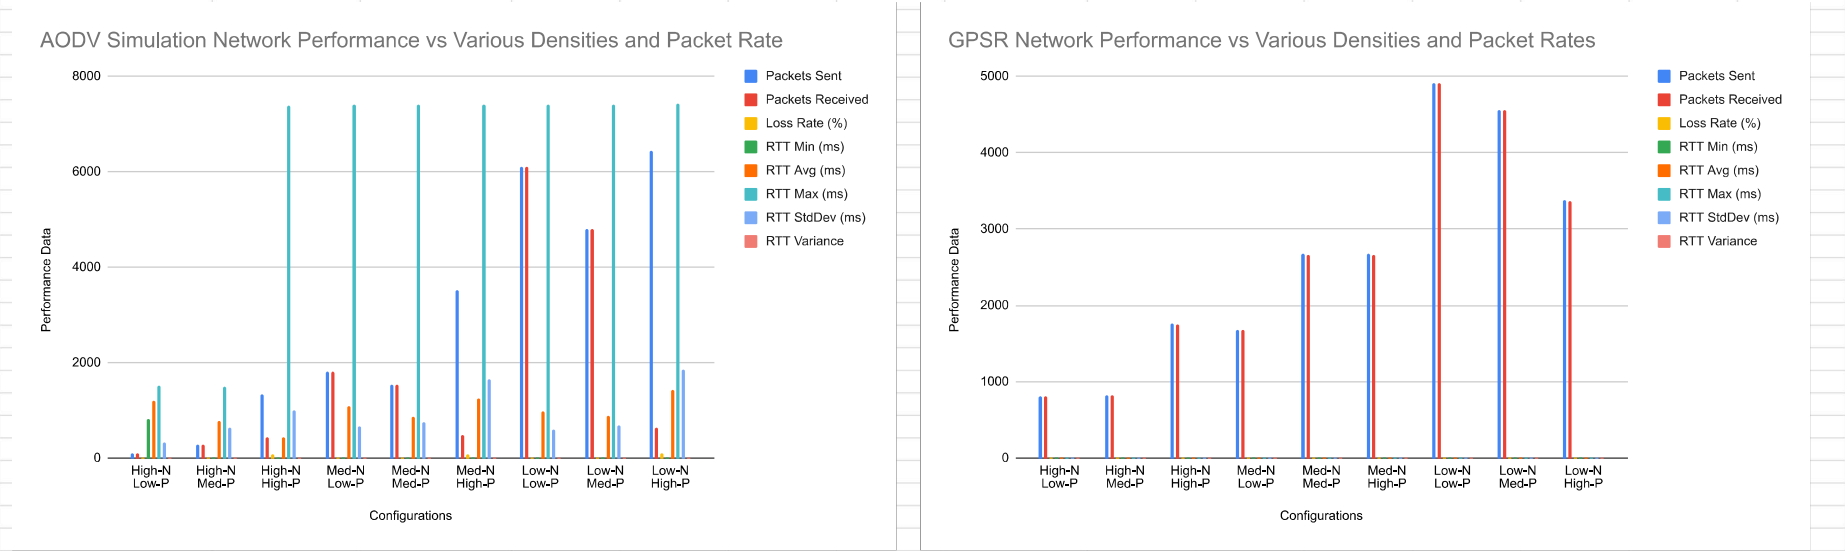 AODV Simulation Network Performance vs Various Densities and Packet Rate
8000
6000
4000
2000
0
Performance Data
High-N
Low-P
High-N
Med-P
High-N
High-P
Med-N
Low-P
Med-N
Med-P
Med-N
High-P
Low-N
Low-P
Low-N
Med-P
Low-N
High-P
Configurations
Packets Sent
Packets Received
Loss Rate (%)
RTT Min (ms)
RTT Avg (ms)
RTT Max (ms)
RTT StdDev (ms)
RTT Variance
GPSR Network Performance vs Various Densities and Packet Rates
5000
4000
3000
2000
1000
0
Performance Data
High-N
Low-P
High-N
Med-P
High-N
High-P
Med-N
Low-P
Med-N
Med-P
Med-N
High-P
Low-N
Low-P
Low-N
Med-P
Low-N
High-P
Configurations
Packets Sent
Packets Received
Loss Rate (%)
RTT Min (ms)
RTT Avg (ms)
RTT Max (ms)
RTT StdDev (ms)
RTT Variance